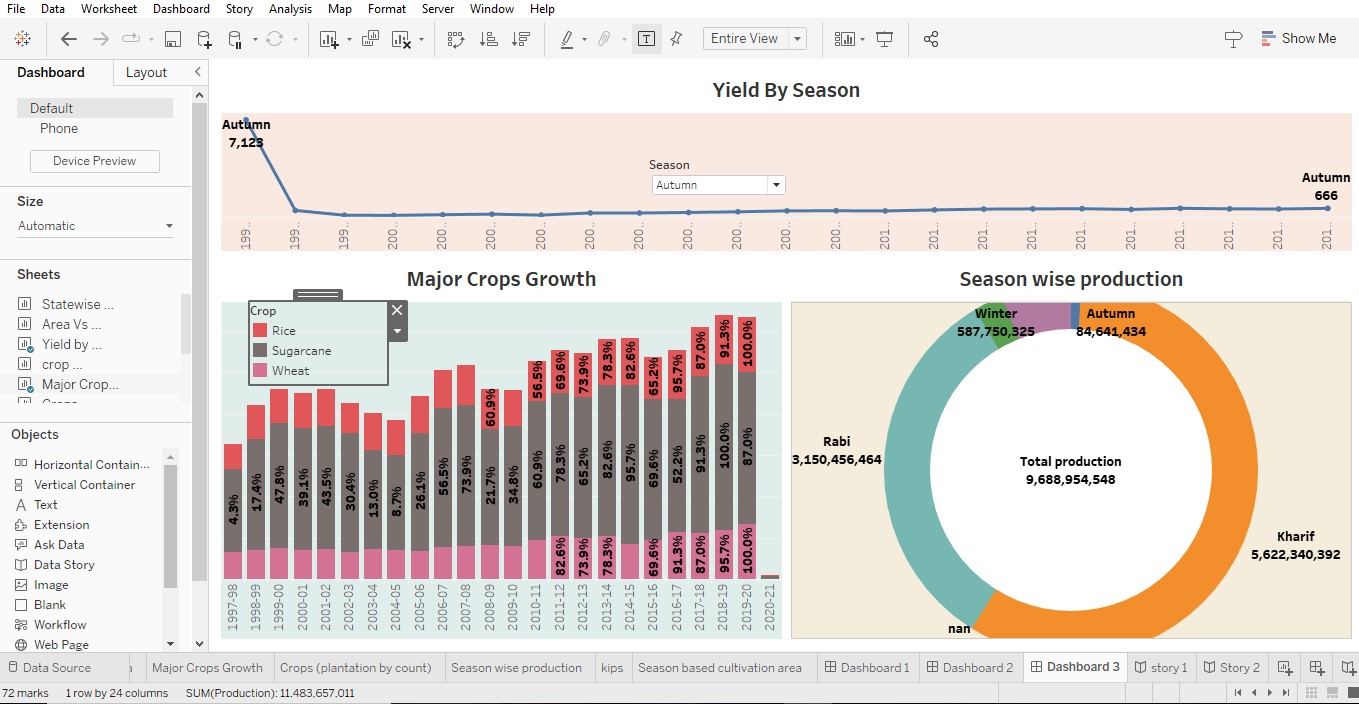 File Data Worksheet Dashboard Story Analysis Map Format Server Window Help
Entire View
Show Me
Dashboard Layout
Default
Phone
Device Preview
Size
Automatic
Sheets
Statewise ...
Area Vs ...
Yield by ...
crop ...
Major Crop...
Objects
Horizontal Contain...
Vertical Container
Text
Extension
Ask Data
Data Story
Image
Blank
Workflow
Web Page
Yield By Season
Autumn
7,123
Season
Autumn
Autumn
666
199.. 199.. 199.. 200.. 200.. 200.. 200.. 200.. 200.. 200.. 200.. 200.. 200.. 201.. 201.. 201.. 201.. 201.. 201.. 201.. 201.. 201.. 201..
Major Crops Growth
Crop
Rice
Sugarcane
Wheat
60.9% 56.5% 69.6% 73.9% 78.3% 82.6% 65.2% 95.7% 87.0% 91.3% 100.0%
4.3% 17.4% 47.8% 39.1% 43.5% 30.4% 13.0% 8.7% 26.1% 56.5% 73.9% 21.7% 34.8% 60.9% 78.3% 65.2% 82.6% 95.7% 69.6% 52.2% 91.3% 100.0% 87.0%
82.6% 73.9% 78.3% 69.6% 91.3% 87.0% 95.7% 100.0%
1997-98 1998-99 1999-00 2000-01 2001-02 2002-03 2003-04 2004-05 2005-06 2006-07 2007-08 2008-09 2009-10 2010-11 2011-12 2012-13 2013-14 2014-15 2015-16 2016-17 2017-18 2018-19 2019-20 2020-21
Season wise production
Winter
587,750,325
Autumn
84,641,434
Rabi
3,150,456,464
Total production
9,688,954,548
Kharif
5,622,340,392
nan
Data Source Major Crops Growth Crops (plantation by count) Season wise production kips Season based cultivation area Dashboard 1 Dashboard 2 Dashboard 3 story 1 Story 2
72 marks 1 row by 24 columns SUM(Production): 11,483,657,011